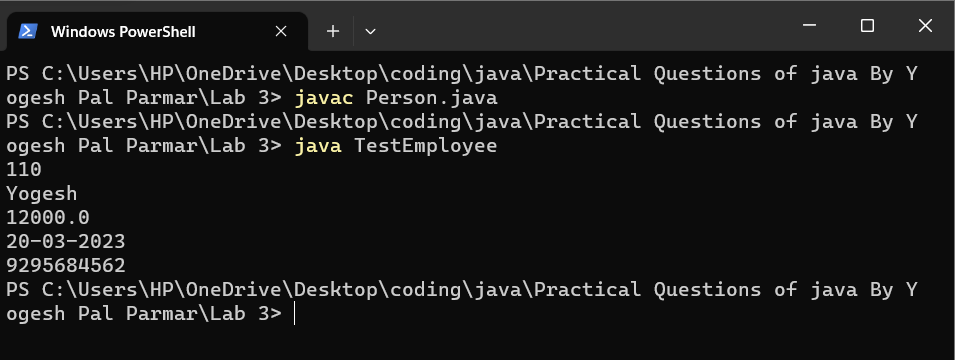 Windows PowerShell
PS C:\Users\HP\OneDrive\Desktop\coding\java\Practical Questions of java By Y
ogesh Pal Parmar\Lab 3> javac Person.java
PS C:\Users\HP\OneDrive\Desktop\coding\java\Practical Questions of java By Y
ogesh Pal Parmar\Lab 3> java TestEmployee
110
Yogesh
12000.0
20-03-2023
9295684562
PS C:\Users\HP\OneDrive\Desktop\coding\java\Practical Questions of java By Y
ogesh Pal Parmar\Lab 3>